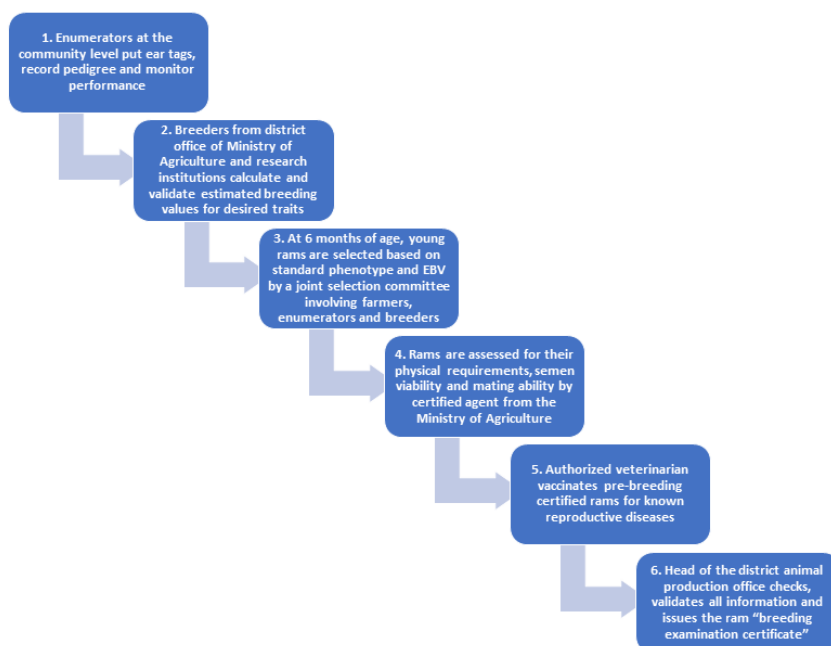 1. Enumerators at the
community level put ear tags,
record pedigree and monitor
performance
2. Breeders from district
office of Ministry of
Agriculture and research
institutions calculate and
validate estimated breeding
values for desired traits
3. At 6 months of age, young
rams are selected based on
standard phenotype and EBV
by a joint selection committee
involving farmers,
enumerators and breeders
4. Rams are assessed for their
physical requirements, semen
viability and mating ability by
certified agent from the
Ministry of Agriculture
5. Authorized veterinarian
vaccinates pre-breeding
certified rams for known
reproductive diseases
6. Head of the district animal
production office checks,
validates all information and
issues the ram “breeding
examination certificate”